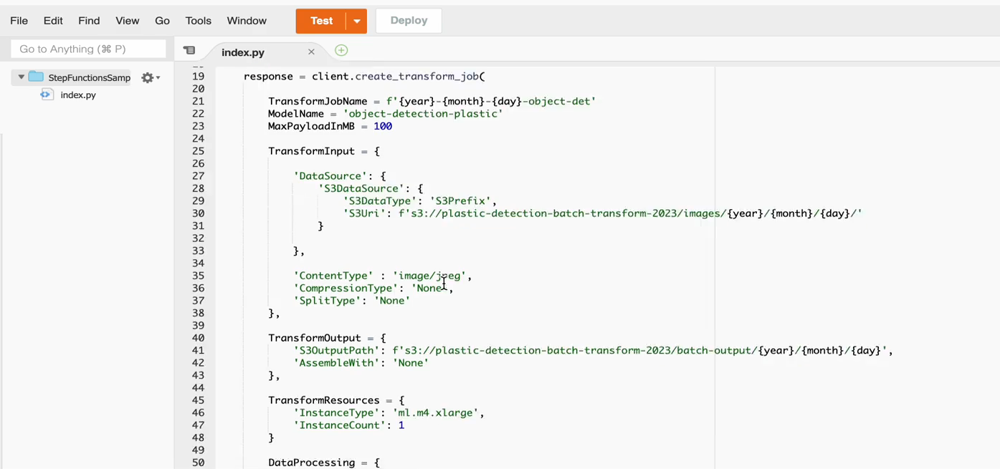 File Edit Find View Go Tools Window Test Deploy
Go to Anything (⌘ P)
index.py
StepFunctionsSamp
index.py
19 response = client.create_transform_job(
20
21 TransformJobName = f'{year}-{month}-{day}-object-det'
22 ModelName = 'object-detection-plastic'
23 MaxPayloadInMB = 100
24
25 TransformInput = {
26
27 'DataSource': {
28 'S3DataSource': {
29 'S3DataType': 'S3Prefix',
30 'S3Uri': f's3://plastic-detection-batch-transform-2023/images/{year}/{month}/{day}/'
31 }
32
33 },
34
35 'ContentType' : 'image/jpeg',
36 'CompressionType': 'None',
37 'SplitType': 'None'
38 },
39
40 TransformOutput = {
41 'S3OutputPath': f's3://plastic-detection-batch-transform-2023/batch-output/{year}/{month}/{day}',
42 'AssembleWith': 'None'
43 },
44
45 TransformResources = {
46 'InstanceType': 'ml.m4.xlarge',
47 'InstanceCount': 1
48 }
49
50 DataProcessing = {